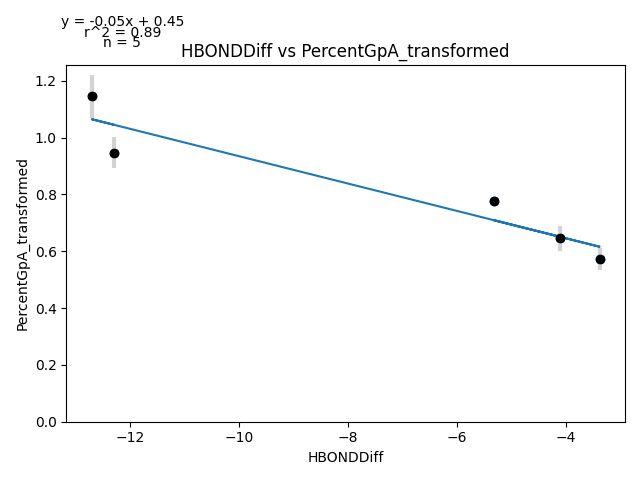 y = -0.05x + 0.45
r^2 = 0.89
n = 5
HBONDDiff vs PercentGpA_transformed
1.2
1.0
0.8
0.6
0.4
0.2
0.0
PercentGpA_transformed
−12
−10
−8
−6
−4
HBONDDiff